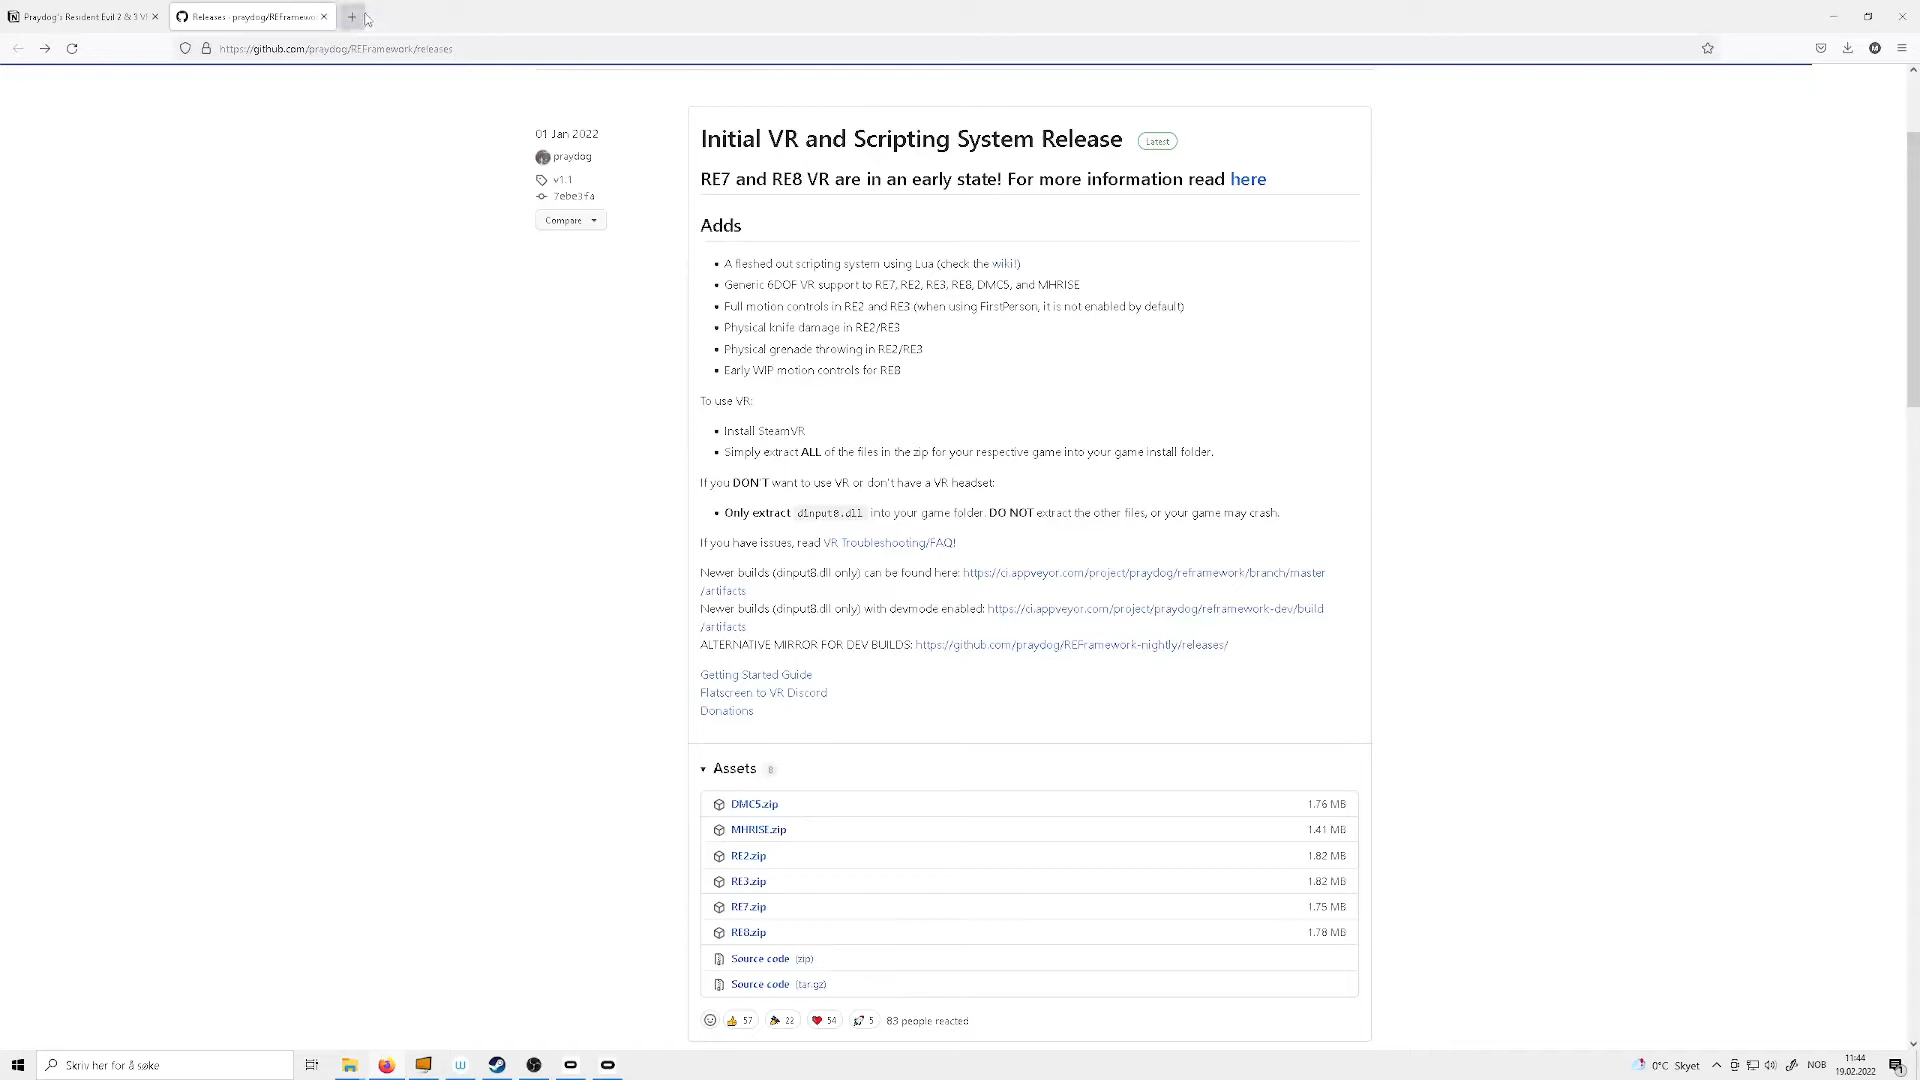 Praydog's Resident Evil 2 & 3 VR
Releases · praydog/REFramewo
https://github.com/praydog/REFramework/releases
01 Jan 2022
praydog
v1.1
7ebe3fa
Compare
Initial VR and Scripting System Release Latest
RE7 and RE8 VR are in an early state! For more information read here
Adds
A fleshed out scripting system using Lua (check the wiki!)
Generic 6DOF VR support to RE7, RE2, RE3, RE8, DMC5, and MHRISE
Full motion controls in RE2 and RE3 (when using FirstPerson, it is not enabled by default)
Physical knife damage in RE2/RE3
Physical grenade throwing in RE2/RE3
Early WIP motion controls for RE8
To use VR:
Install SteamVR
Simply extract ALL of the files in the zip for your respective game into your game install folder.
If you DON'T want to use VR or don't have a VR headset:
Only extract dinput8.dll into your game folder. DO NOT extract the other files, or your game may crash.
If you have issues, read VR Troubleshooting/FAQ!
Newer builds (dinput8.dll only) can be found here: https://ci.appveyor.com/project/praydog/reframework/branch/master
/artifacts
Newer builds (dinput8.dll only) with devmode enabled: https://ci.appveyor.com/project/praydog/reframework-dev/build
/artifacts
ALTERNATIVE MIRROR FOR DEV BUILDS: https://github.com/praydog/REFramework-nightly/releases/
Getting Started Guide
Flatscreen to VR Discord
Donations
Assets 8
DMC5.zip 1.76 MB
MHRISE.zip 1.41 MB
RE2.zip 1.82 MB
RE3.zip 1.82 MB
RE7.zip 1.75 MB
RE8.zip 1.78 MB
Source code (zip)
Source code (tar.gz)
57 22 54 5 83 people reacted
Skriv her for å søke
0°C Skyet
NOB
11:44
19.02.2022